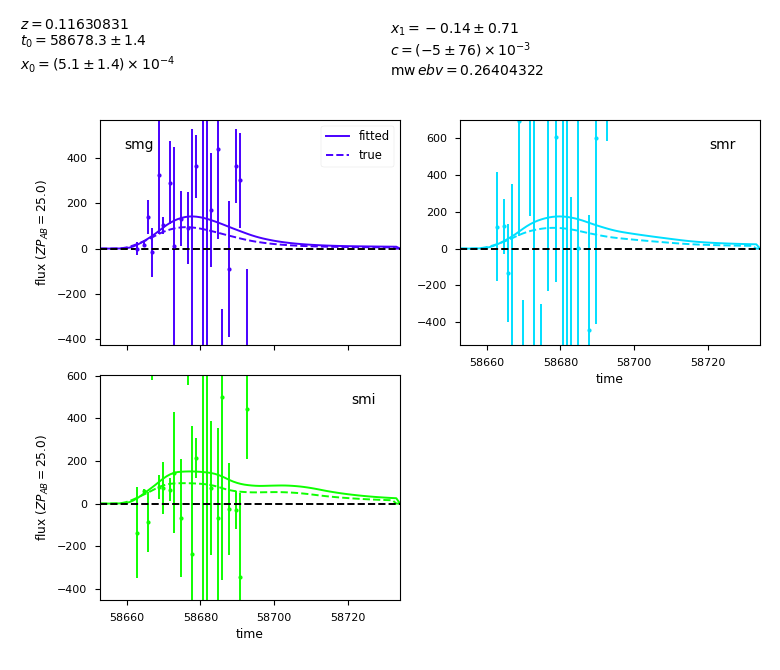 z = 0.11630831
t₀ = 58678.3 ± 1.4
x₀ = (5.1 ± 1.4) × 10⁻⁴
x₁ = −0.14 ± 0.71
c = (−5 ± 76) × 10⁻³
mw ebv = 0.26404322
smg
fitted
true
flux (ZP_AB = 25.0)
400
200
0
−200
−400
smr
600
400
200
0
−200
−400
58660 58680 58700 58720
time
smi
flux (ZP_AB = 25.0)
600
400
200
0
−200
−400
58660 58680 58700 58720
time